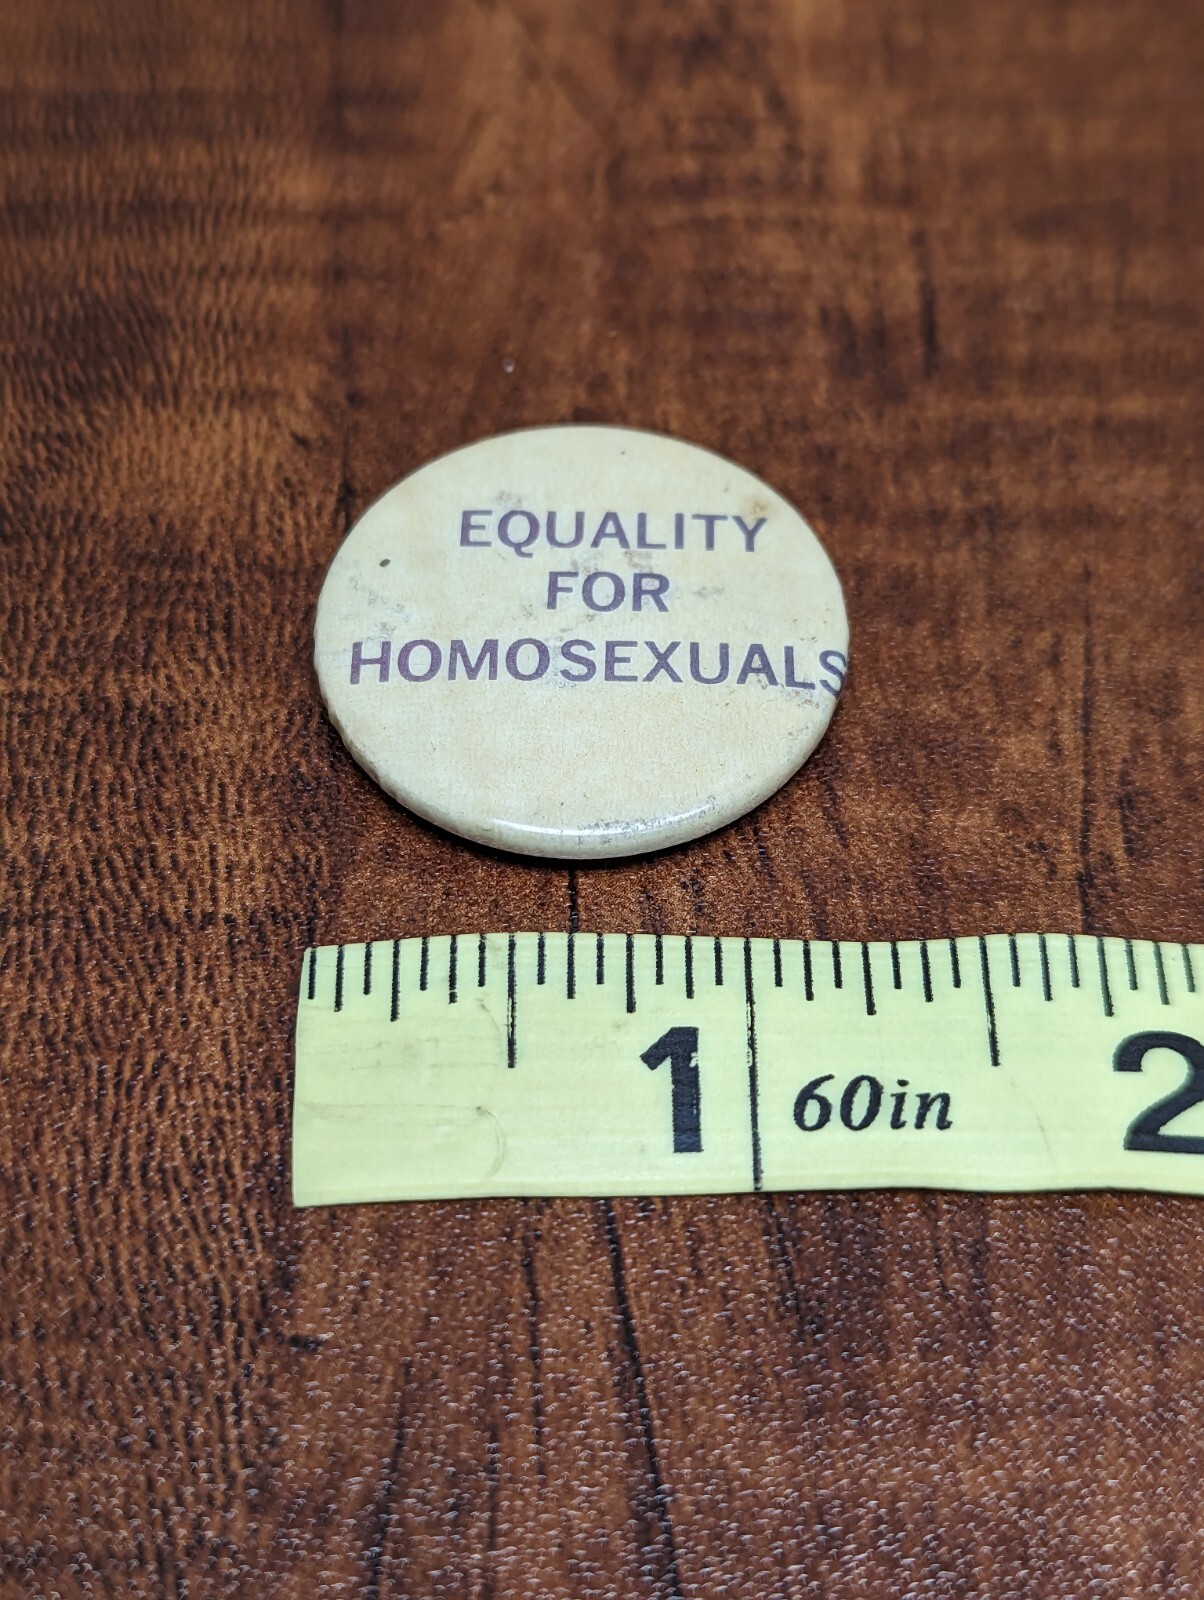 EQUALITY
FOR
HOMOSEXUALS
1 60in 2